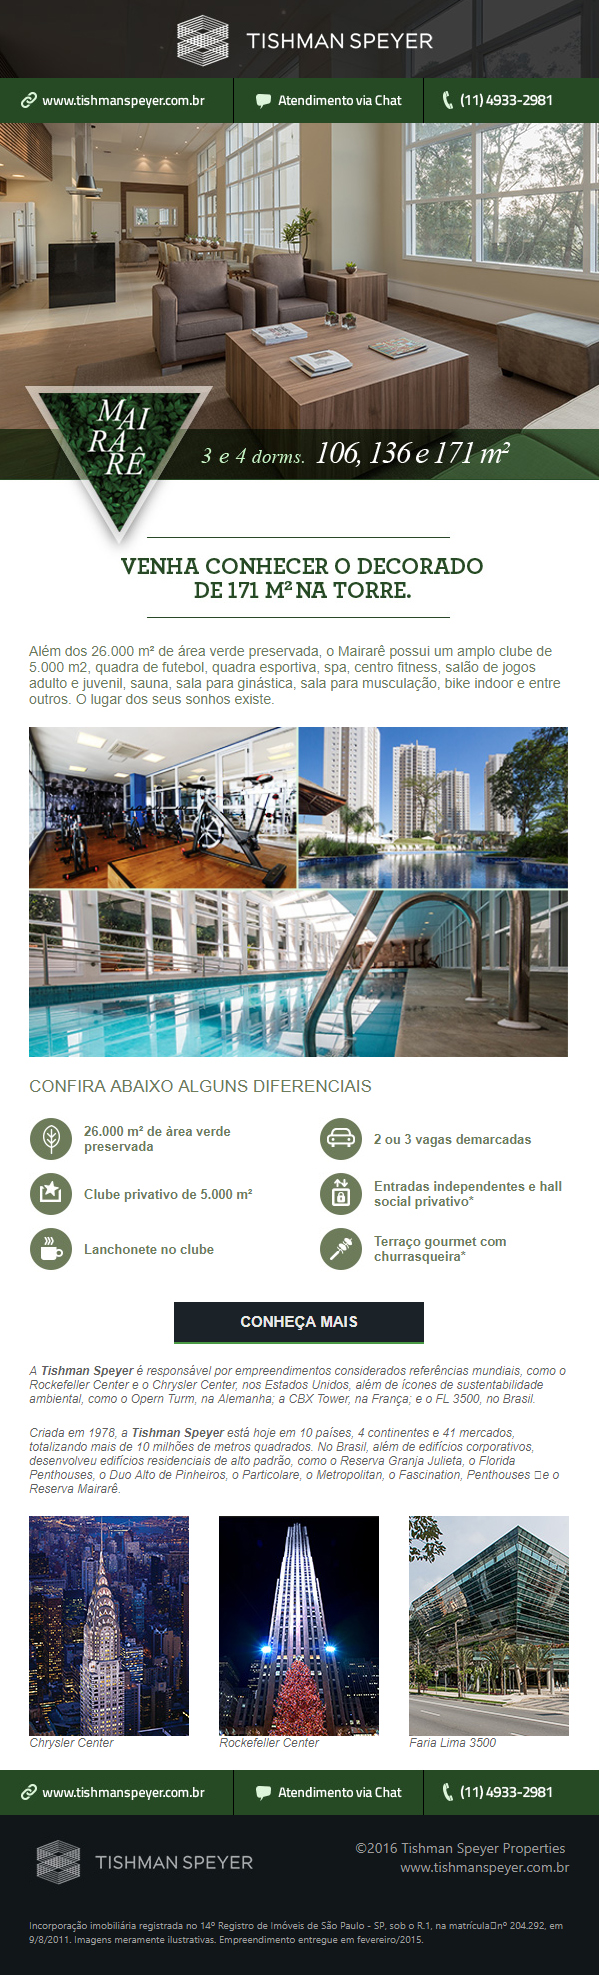 TISHMAN SPEYER
www.tishmanspeyer.com.br
Atendimento via Chat
(11) 4933-2981
MAI
RA
RÊ
3 e 4 dorms. 106, 136 e 171 m²
VENHA CONHECER O DECORADO
DE 171 M² NA TORRE.
Além dos 26.000 m² de área verde preservada, o Mairarê possui um amplo clube de
5.000 m2, quadra de futebol, quadra esportiva, spa, centro fitness, salão de jogos
adulto e juvenil, sauna, sala para ginástica, sala para musculação, bike indoor e entre
outros. O lugar dos seus sonhos existe.
CONFIRA ABAIXO ALGUNS DIFERENCIAIS
26.000 m² de área verde
preservada
2 ou 3 vagas demarcadas
Clube privativo de 5.000 m²
Entradas independentes e hall
social privativo*
Lanchonete no clube
Terraço gourmet com
churrasqueira*
CONHEÇA MAIS
A Tishman Speyer é responsável por empreendimentos considerados referências mundiais, como o
Rockefeller Center e o Chrysler Center, nos Estados Unidos, além de ícones de sustentabilidade
ambiental, como o Opern Turm, na Alemanha; a CBX Tower, na França; e o FL 3500, no Brasil.
Criada em 1978, a Tishman Speyer está hoje em 10 países, 4 continentes e 41 mercados,
totalizando mais de 10 milhões de metros quadrados. No Brasil, além de edifícios corporativos,
desenvolveu edifícios residenciais de alto padrão, como o Reserva Granja Julieta, o Florida
Penthouses, o Duo Alto de Pinheiros, o Particolare, o Metropolitan, o Fascination, Penthouses e o
Reserva Mairarê.
Chrysler Center
Rockefeller Center
Faria Lima 3500
www.tishmanspeyer.com.br
Atendimento via Chat
(11) 4933-2981
TISHMAN SPEYER
©2016 Tishman Speyer Properties
www.tishmanspeyer.com.br
Incorporação imobiliária registrada no 14º Registro de Imóveis de São Paulo - SP, sob o R.1, na matrícula nº 204.292, em
9/8/2011. Imagens meramente ilustrativas. Empreendimento entregue em fevereiro/2015.